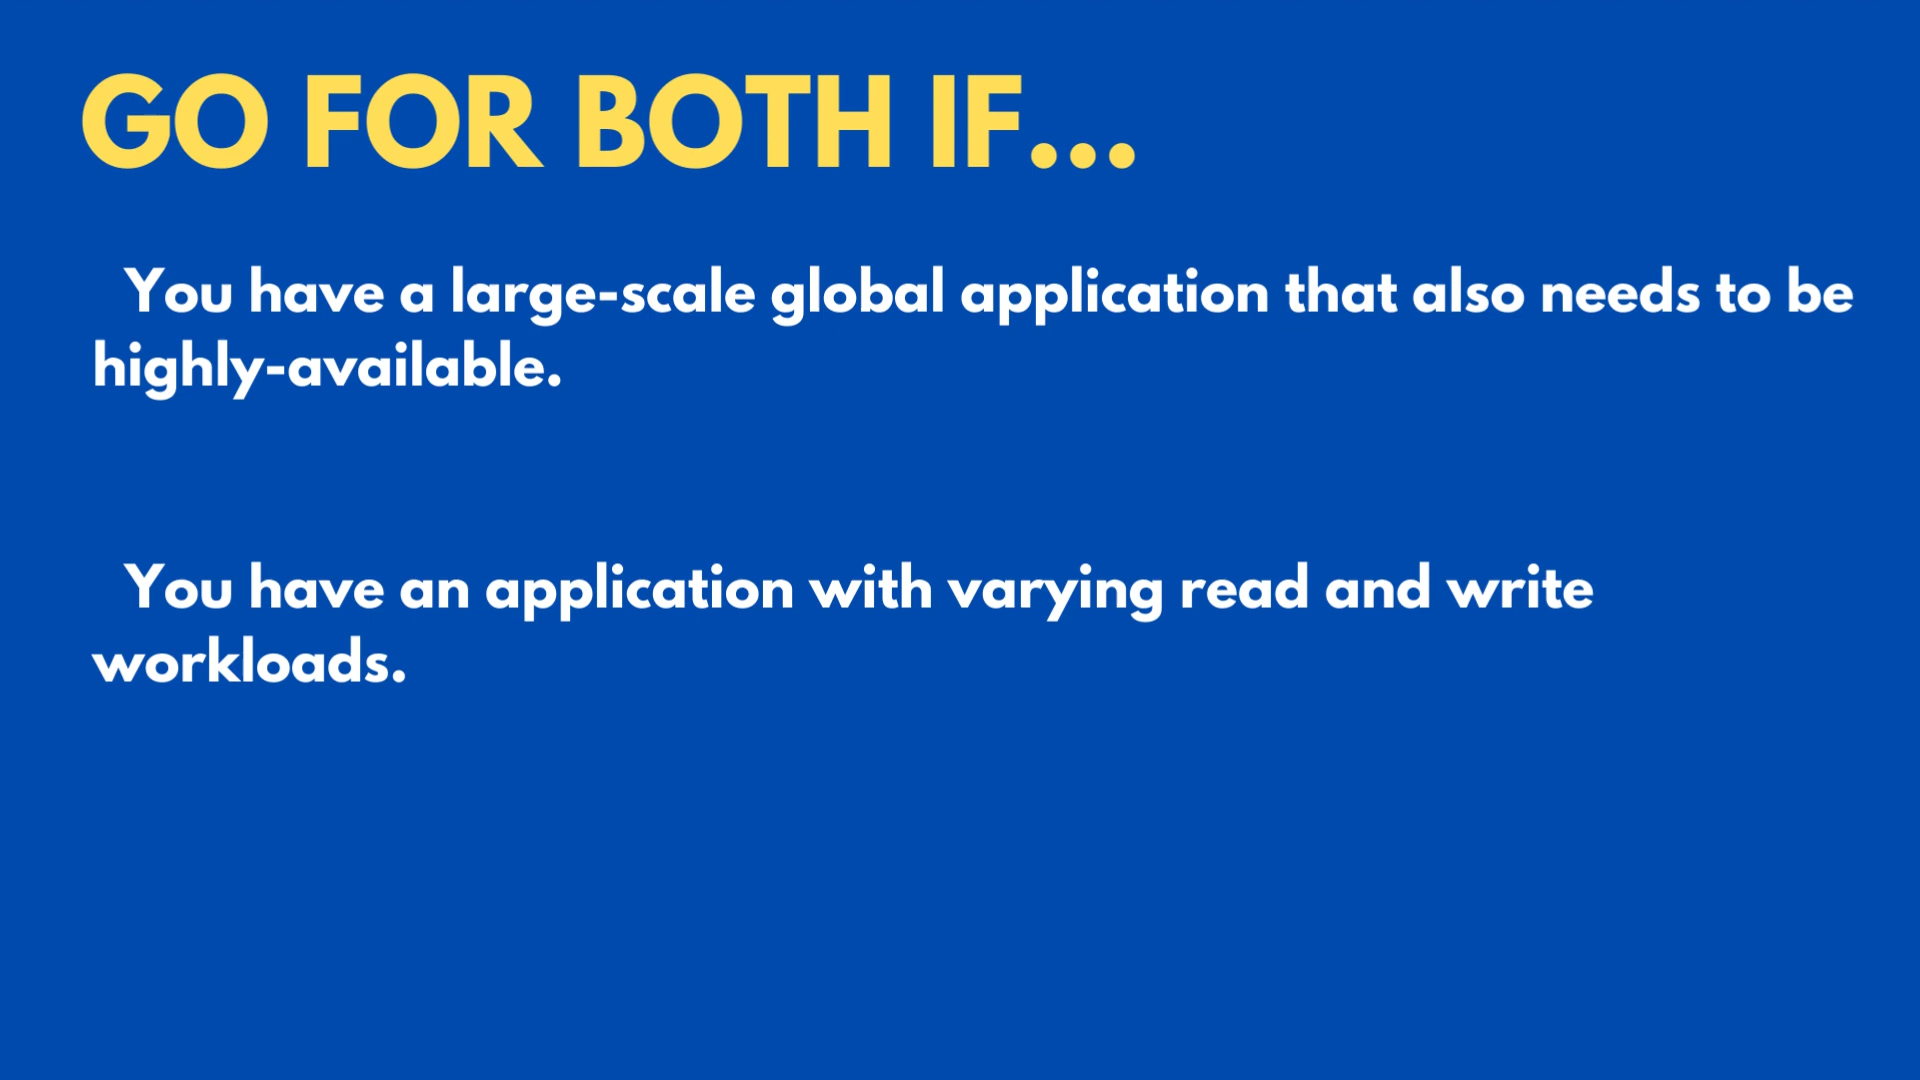 GO FOR BOTH IF...
You have a large-scale global application that also needs to be
highly-available.
You have an application with varying read and write
workloads.